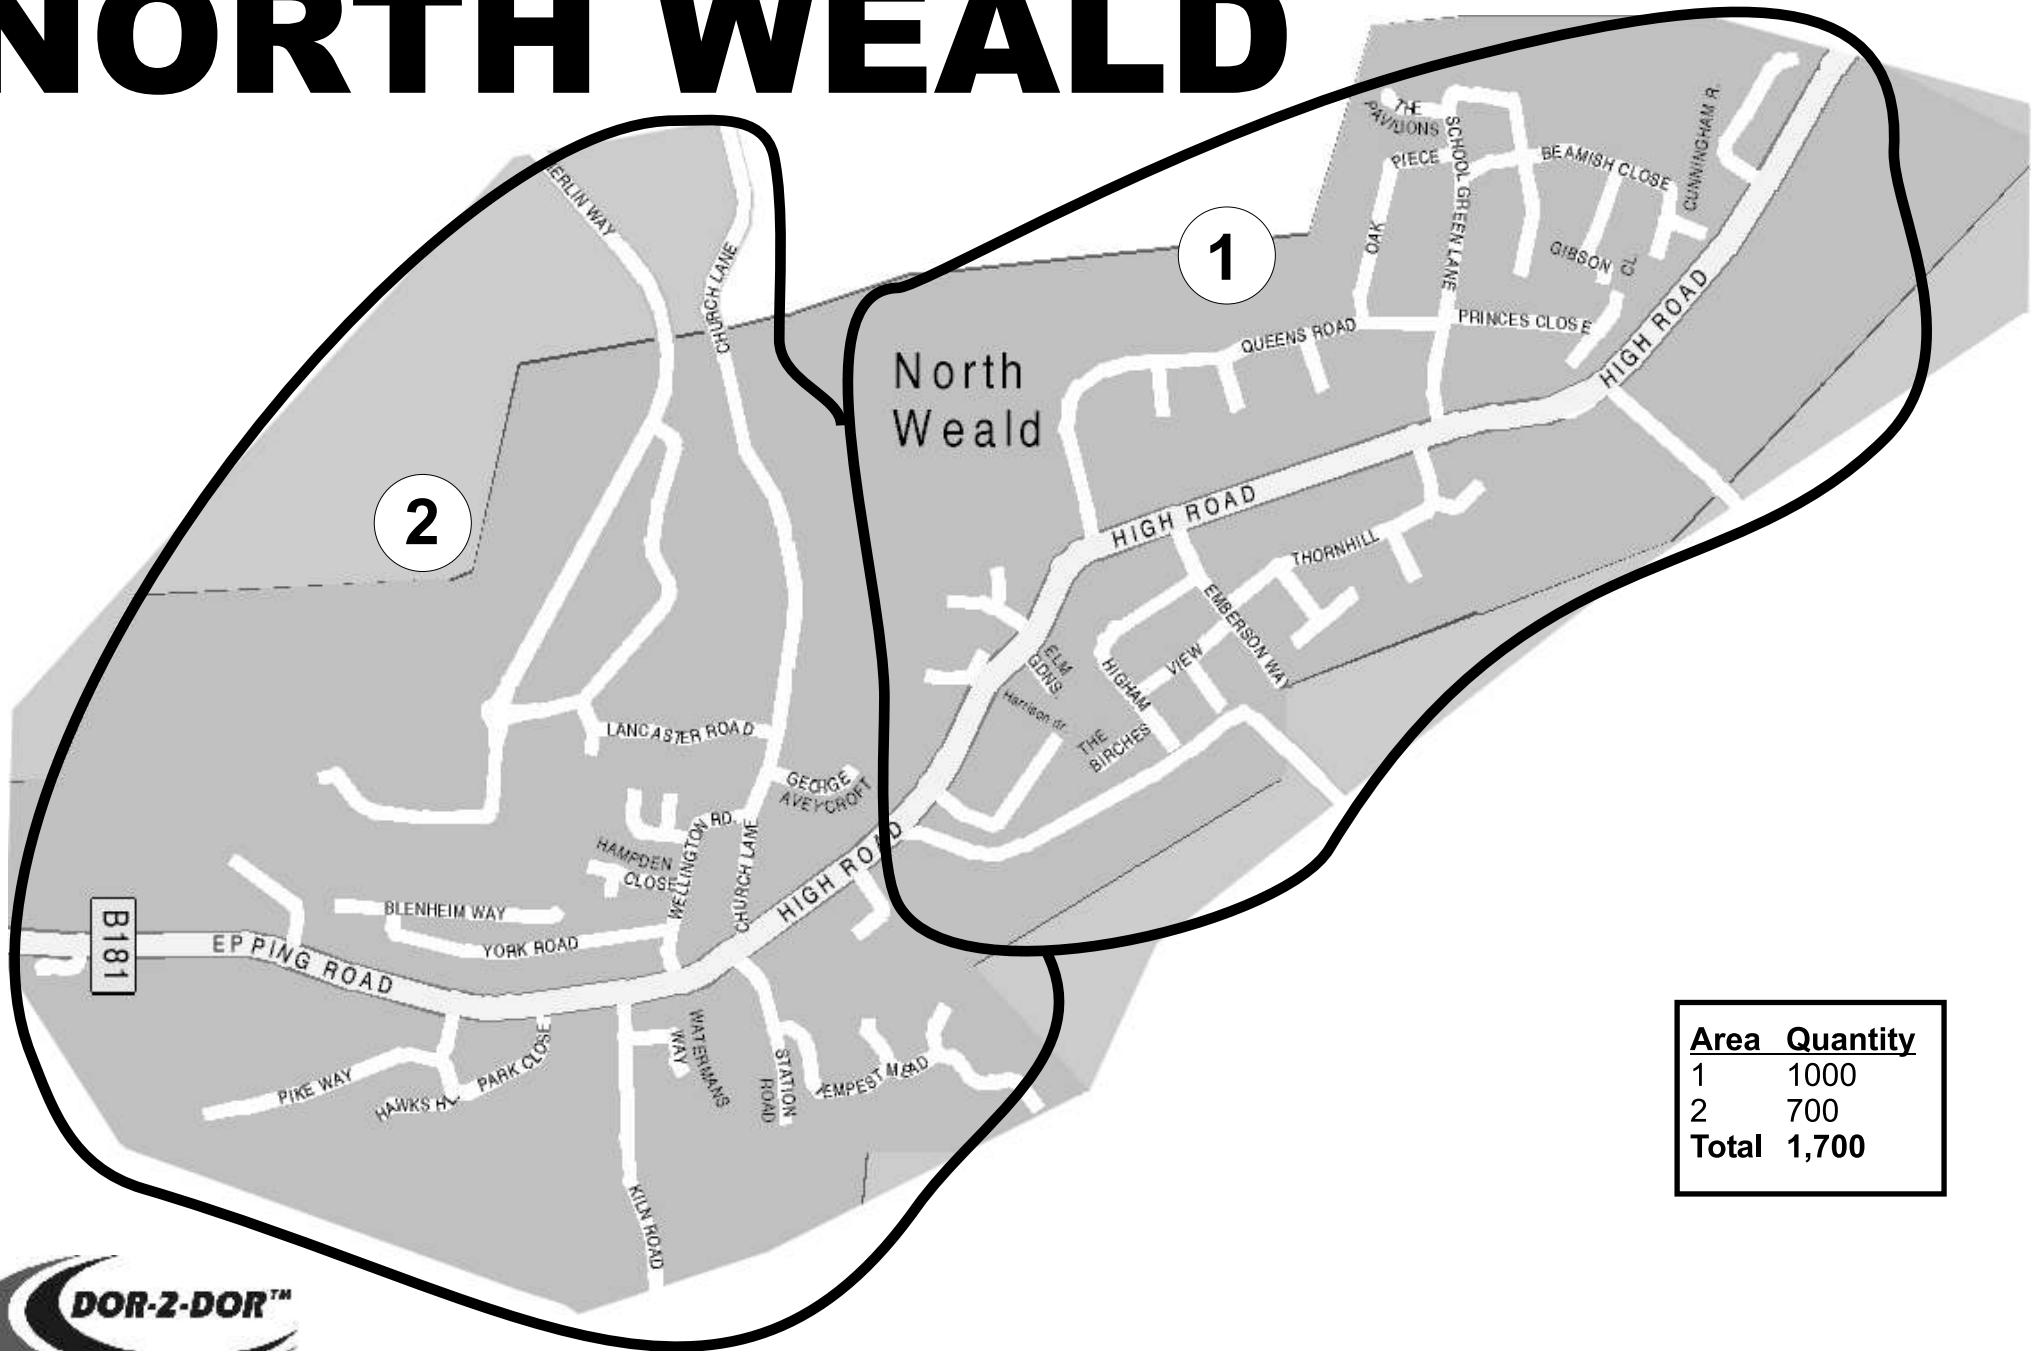 NORTH WEALD
1
2
North
Weald
THE
PAVILIONS
PIECE
OAK
SCHOOL GREEN LANE
BEAMISH CLOSE
CUNNINGHAM R.
GIBSON
CL
PRINCES CLOSE
QUEENS ROAD
HIGH ROAD
HIGH ROAD
THORNHILL
EMBERSON WAY
VIEW
HIGHAM
ELM
GDNS.
Harrison dr
THE
BIRCHES
ERLIN WAY
CHURCH LANE
LANCASTER ROAD
GEORGE
AVEYCROFT
WELLINGTON RD.
HAMPDEN
CLOSE
CHURCH LANE
HIGH ROAD
BLENHEIM WAY
YORK ROAD
B181
EPPING ROAD
PIKE WAY
HAWKS H
PARK CLOSE
WATERMANS
WAY
STATION
ROAD
EMPEST MEAD
KILN ROAD
Area Quantity
1 1000
2 700
Total 1,700
DOR-2-DOR™